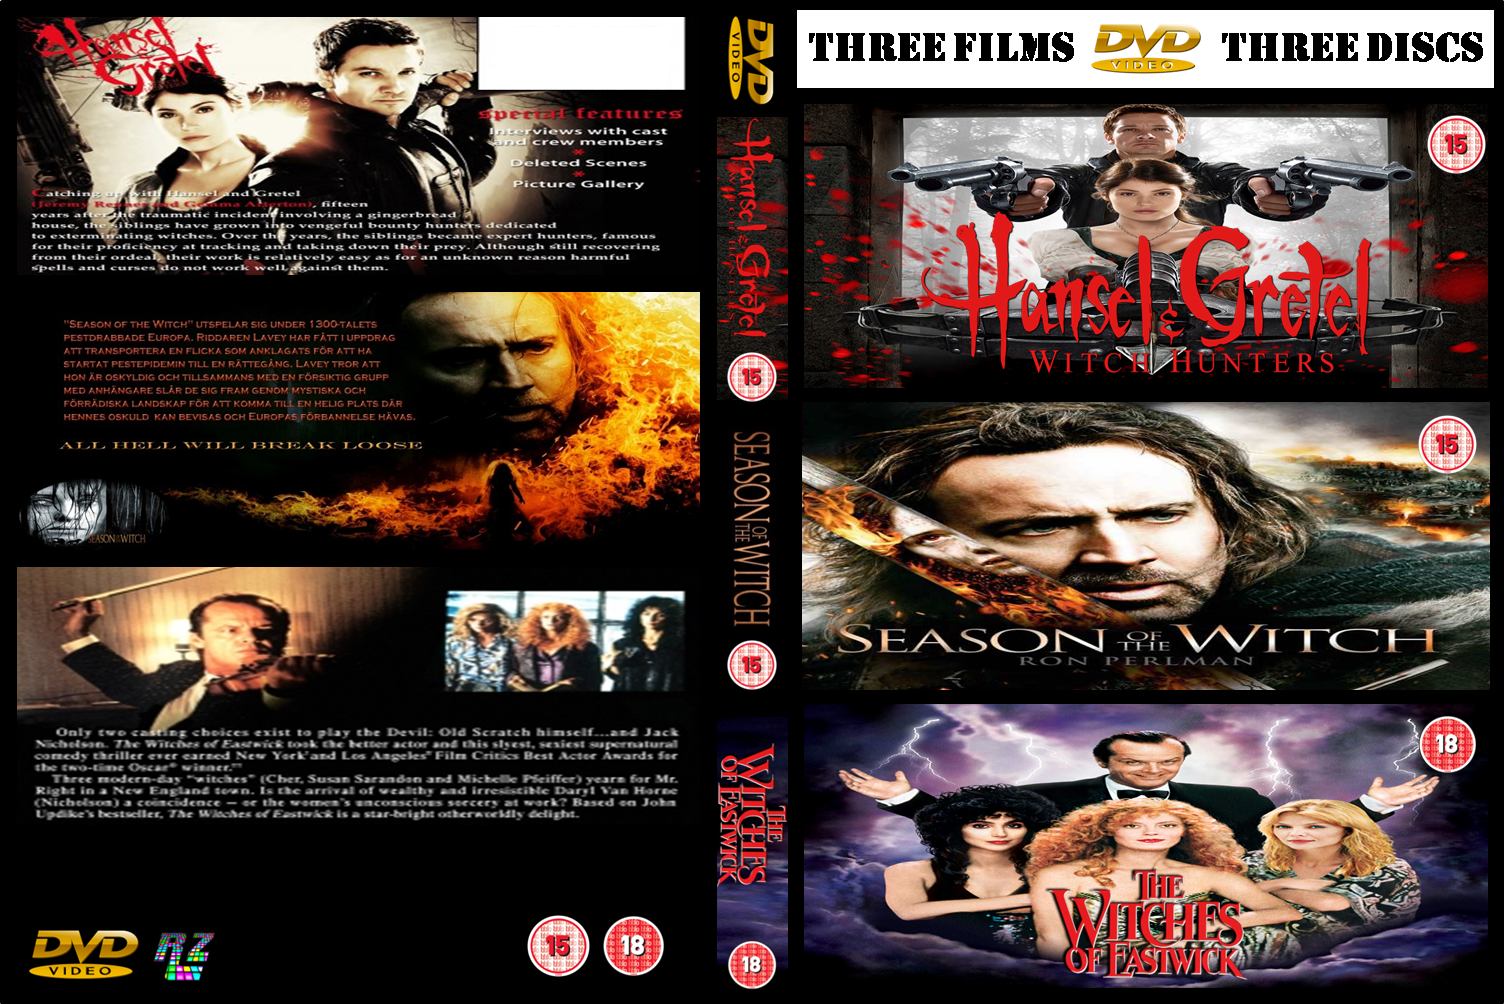 Hansel
Gretel
special features
Interviews with cast
and crew members
*
Deleted Scenes
*
Picture Gallery
Catching up with Hansel and Gretel
(Jeremy Renner and Gemma Arterton), fifteen
years after the traumatic incident involving a gingerbread
house, the siblings have grown into vengeful bounty hunters dedicated
to exterminating witches. Over the years, the siblings became expert hunters, famous
for their proficiency at tracking and taking down their prey. Although still recovering
from their ordeal, their work is relatively easy as for an unknown reason harmful
spells and curses do not work well against them.
"Season of the Witch" utspelar sig under 1300-talets
pestdrabbade Europa. Riddaren Lavey har fått i uppdrag
att transportera en flicka som anklagats för att ha
startat pestepidemin till en rättegång. Lavey tror att
hon är oskyldig och tillsammans med en försiktig grupp
med anhängare slår de sig fram genom mystiska och
förrädiska landskap för att komma till en helig plats där
hennes oskuld kan bevisas och Europas förbannelse hävas.
ALL HELL WILL BREAK LOOSE
SEASON OF THE WITCH
Only two casting choices exist to play the Devil: Old Scratch himself....and Jack
Nicholson. The Witches of Eastwick took the better actor and this slyest, sexiest supernatural
comedy thriller ever earned New York and Los Angeles' Film Critics Best Actor Awards for
the two-time Oscar® winner.
Three modern-day "witches" (Cher, Susan Sarandon and Michelle Pfeiffer) yearn for Mr.
Right in a New England town. Is the arrival of wealthy and irresistible Daryl Van Horne
(Nicholson) a coincidence – or the women's unconscious sorcery at work? Based on John
Updike's bestseller, The Witches of Eastwick is a star-bright otherworldly delight.
DVD
VIDEO
RZ
15
18
DVD
VIDEO
Hansel & Gretel
15
SEASON OF THE WITCH
15
THE
WITCHES
OF EASTWICK
18
THREE FILMS
DVD
VIDEO
THREE DISCS
15
Hansel & Gretel
WITCH HUNTERS
15
SEASON OF THE WITCH
RON PERLMAN
18
THE
WITCHES
OF EASTWICK